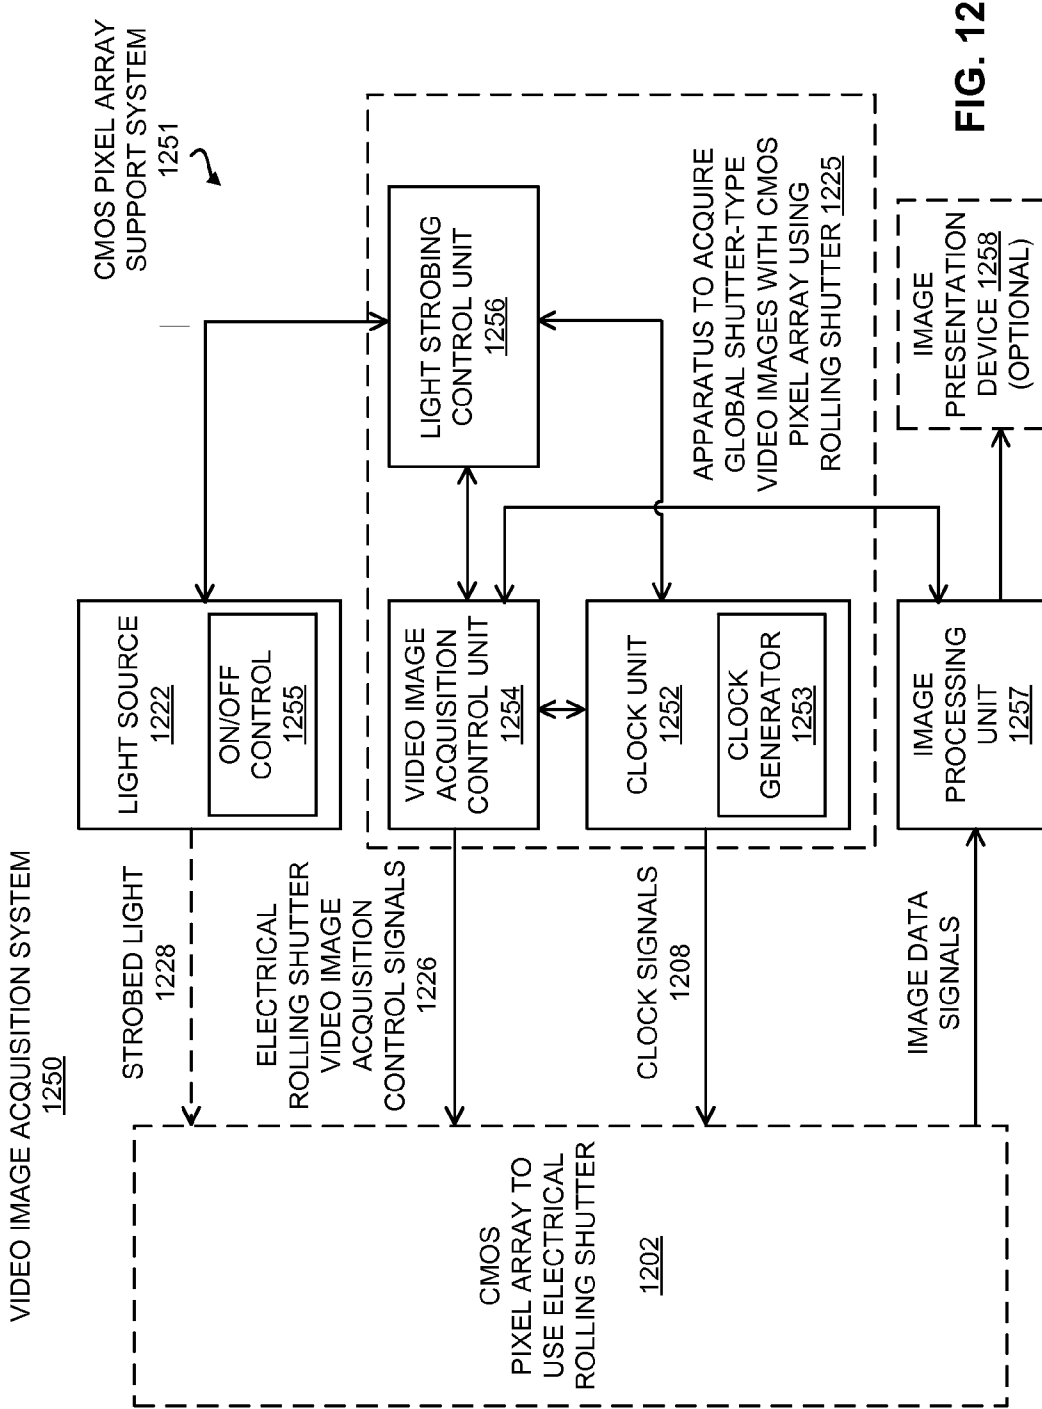 VIDEO IMAGE ACQUISITION SYSTEM
1250
CMOS PIXEL ARRAY
SUPPORT SYSTEM
1251
STROBED LIGHT
1228
LIGHT SOURCE
1222
ON/OFF
CONTROL
1255
ELECTRICAL
ROLLING SHUTTER
VIDEO IMAGE
ACQUISITION
CONTROL SIGNALS
1226
VIDEO IMAGE
ACQUISITION
CONTROL UNIT
1254
LIGHT STROBING
CONTROL UNIT
1256
CMOS
PIXEL ARRAY TO
USE ELECTRICAL
ROLLING SHUTTER
1202
CLOCK SIGNALS
1208
CLOCK UNIT
1252
CLOCK
GENERATOR
1253
APPARATUS TO ACQUIRE
GLOBAL SHUTTER-TYPE
VIDEO IMAGES WITH CMOS
PIXEL ARRAY USING
ROLLING SHUTTER 1225
IMAGE DATA
SIGNALS
IMAGE
PROCESSING
UNIT
1257
IMAGE
PRESENTATION
DEVICE 1258
(OPTIONAL)
FIG. 12